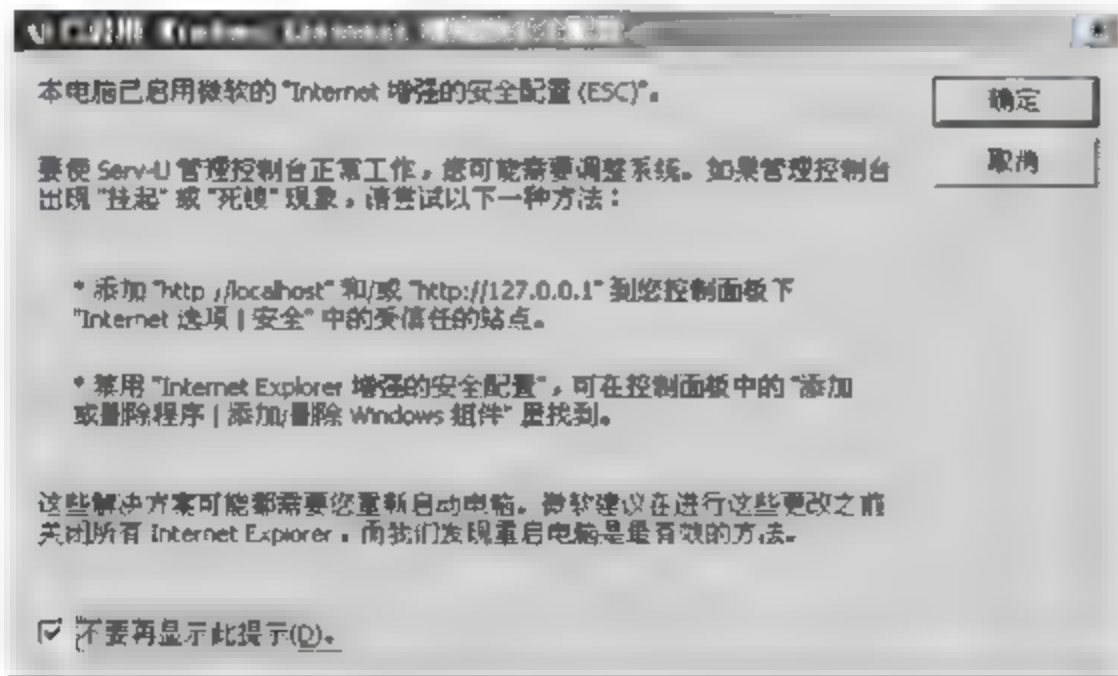 本电脑已启用微软的 "Internet 增强的安全配置 (ESC)"。
确定
要使 Serv-U 管理控制台正常工作，您可能需要调整系统。如果管理控制台
取消
出现 "挂起" 或 "死锁" 现象，请尝试以下一种方法：
* 添加 "http://localhost" 和/或 "http://127.0.0.1" 到您控制面板下
"Internet 选项 | 安全" 中的受信任的站点。
* 禁用 "Internet Explorer 增强的安全配置"，可在控制面板中的 "添加
或删除程序 | 添加/删除 Windows 组件" 里找到。
这些解决方案可能都需要您重新启动电脑。微软建议在进行这些更改之前
关闭所有 Internet Explorer，而我们发现重启电脑是最有效的方法。
不要再显示此提示(D)。